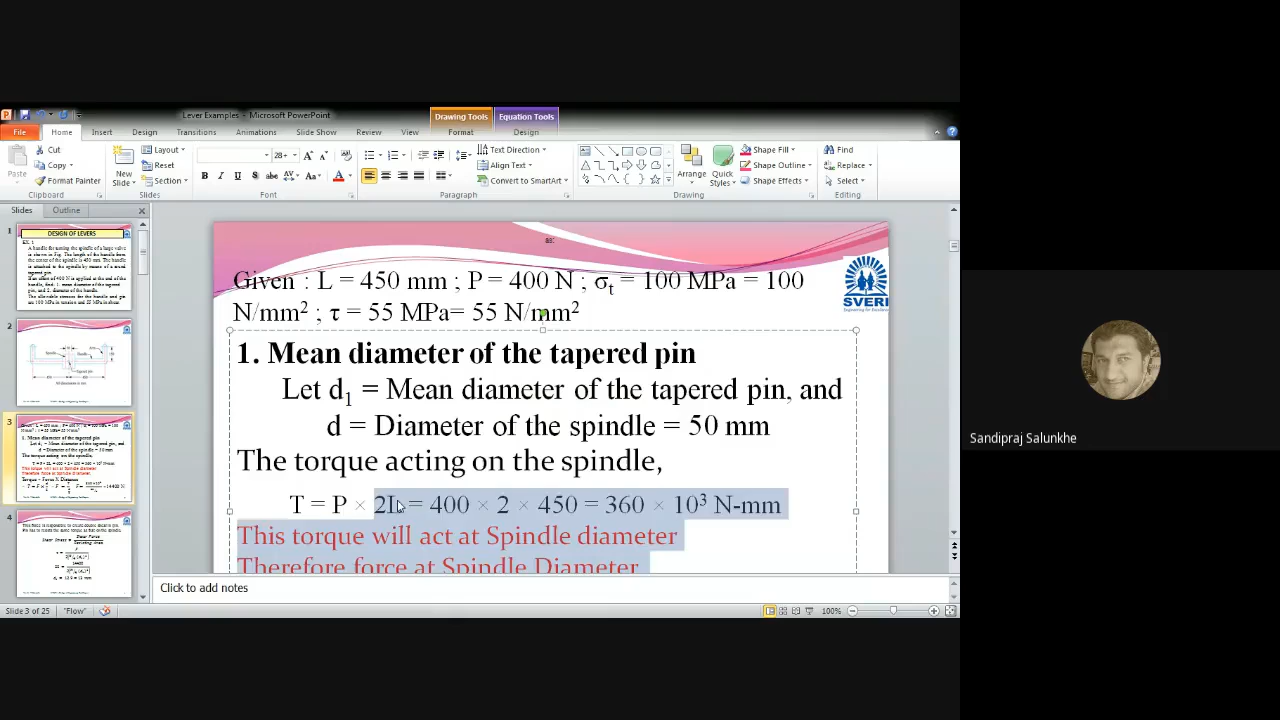 Lever Examples - Microsoft PowerPoint
Drawing Tools
Equation Tools
File
Home
Insert
Design
Transitions
Animations
Slide Show
Review
View
Format
Design
Paste
Cut
Copy
Format Painter
Clipboard
New
Slide
Layout
Reset
Section
Slides
28
Font
Paragraph
Text Direction
Align Text
Convert to SmartArt
Arrange
Quick
Styles
Shape Fill
Shape Outline
Shape Effects
Drawing
Find
Replace
Select
Editing
Slides
Outline
1
DESIGN OF LEVERS
2
3
4
Given : L = 450 mm ; P = 400 N ; σt = 100 MPa = 100
N/mm² ; τ = 55 MPa= 55 N/mm²
SVERI
1. Mean diameter of the tapered pin
Let d₁ = Mean diameter of the tapered pin, and
d = Diameter of the spindle = 50 mm
The torque acting on the spindle,
T = P × 2L = 400 × 2 × 450 = 360 × 10³ N-mm
This torque will act at Spindle diameter
Therefore force at Spindle Diameter
Click to add notes
Slide 3 of 25
"Flow"
100%
Sandipraj Salunkhe